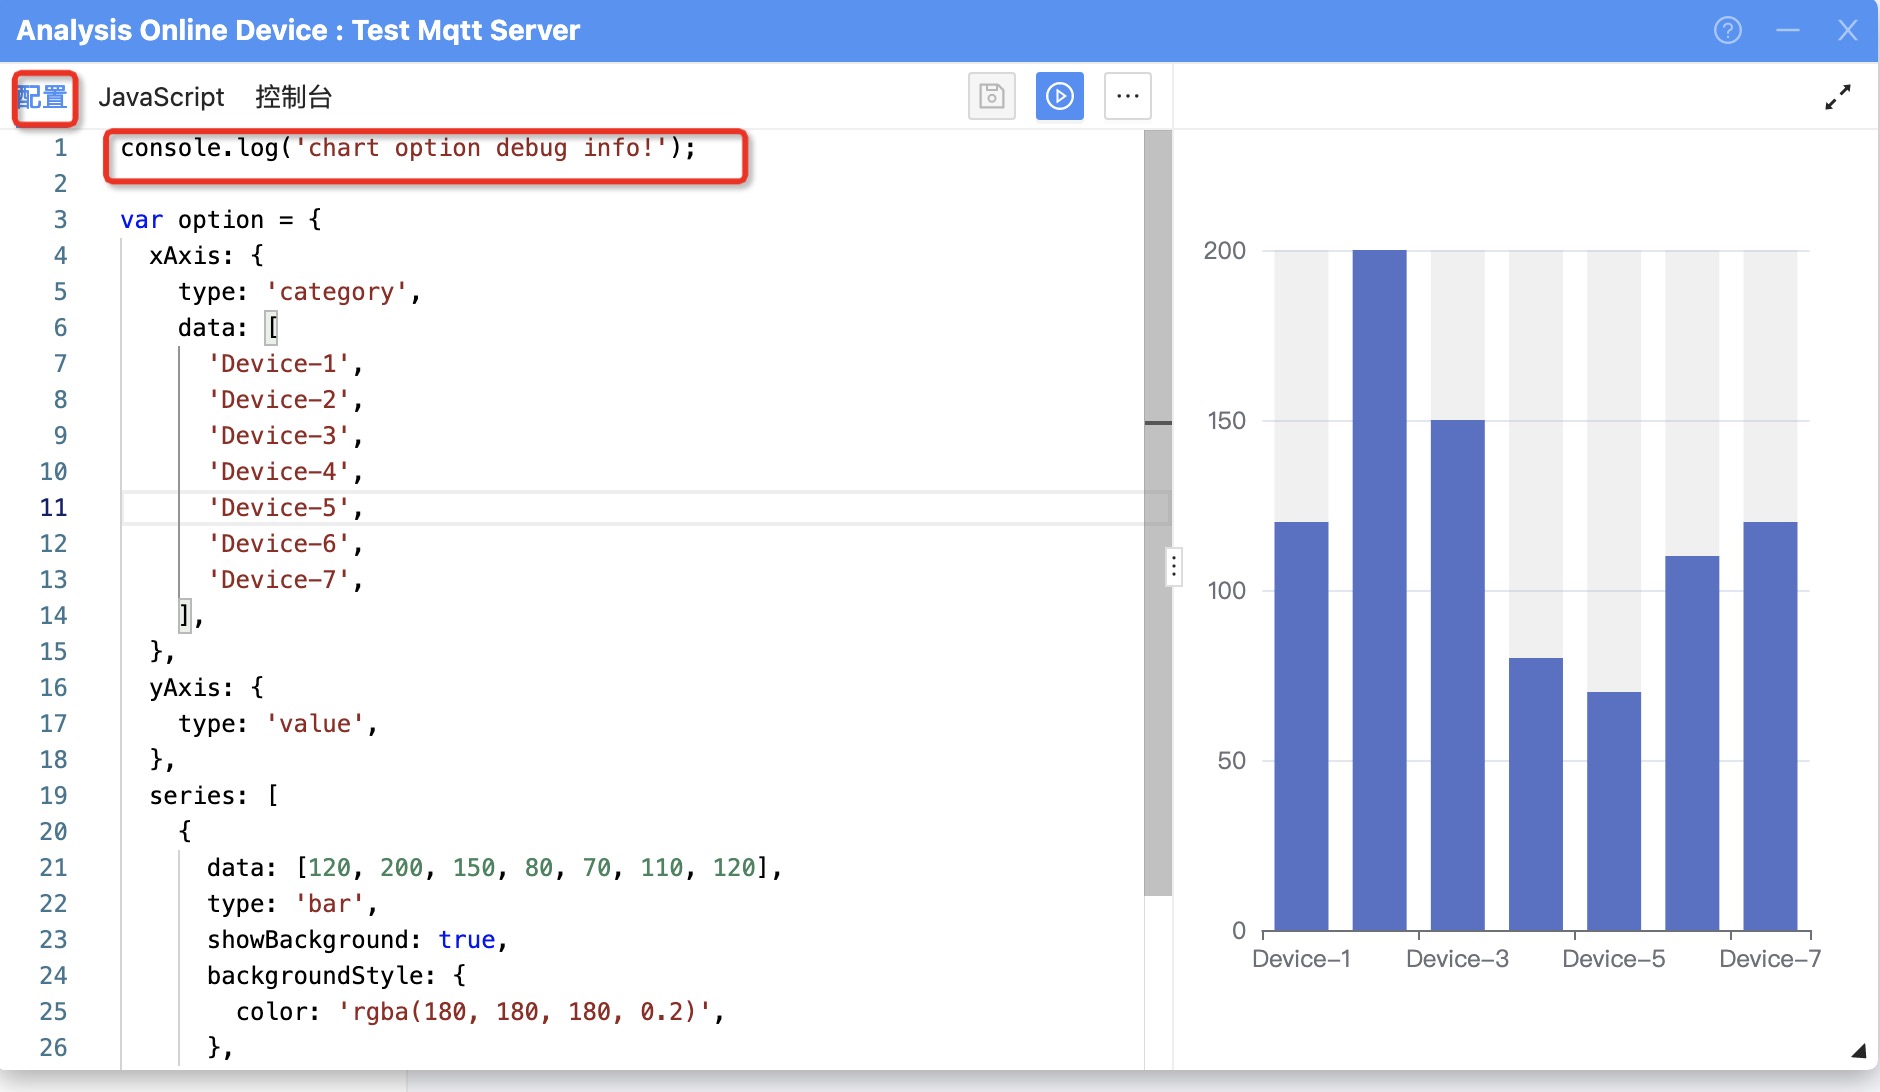 Analysis Online Device : Test Mqtt Server
配置 JavaScript 控制台
1 console.log('chart option debug info!');
2
3 var option = {
4 xAxis: {
5 type: 'category',
6 data: [
7 'Device-1',
8 'Device-2',
9 'Device-3',
10 'Device-4',
11 'Device-5',
12 'Device-6',
13 'Device-7',
14 ],
15 },
16 yAxis: {
17 type: 'value',
18 },
19 series: [
20 {
21 data: [120, 200, 150, 80, 70, 110, 120],
22 type: 'bar',
23 showBackground: true,
24 backgroundStyle: {
25 color: 'rgba(180, 180, 180, 0.2)',
26 },
200
150
100
50
0
Device-1 Device-3 Device-5 Device-7